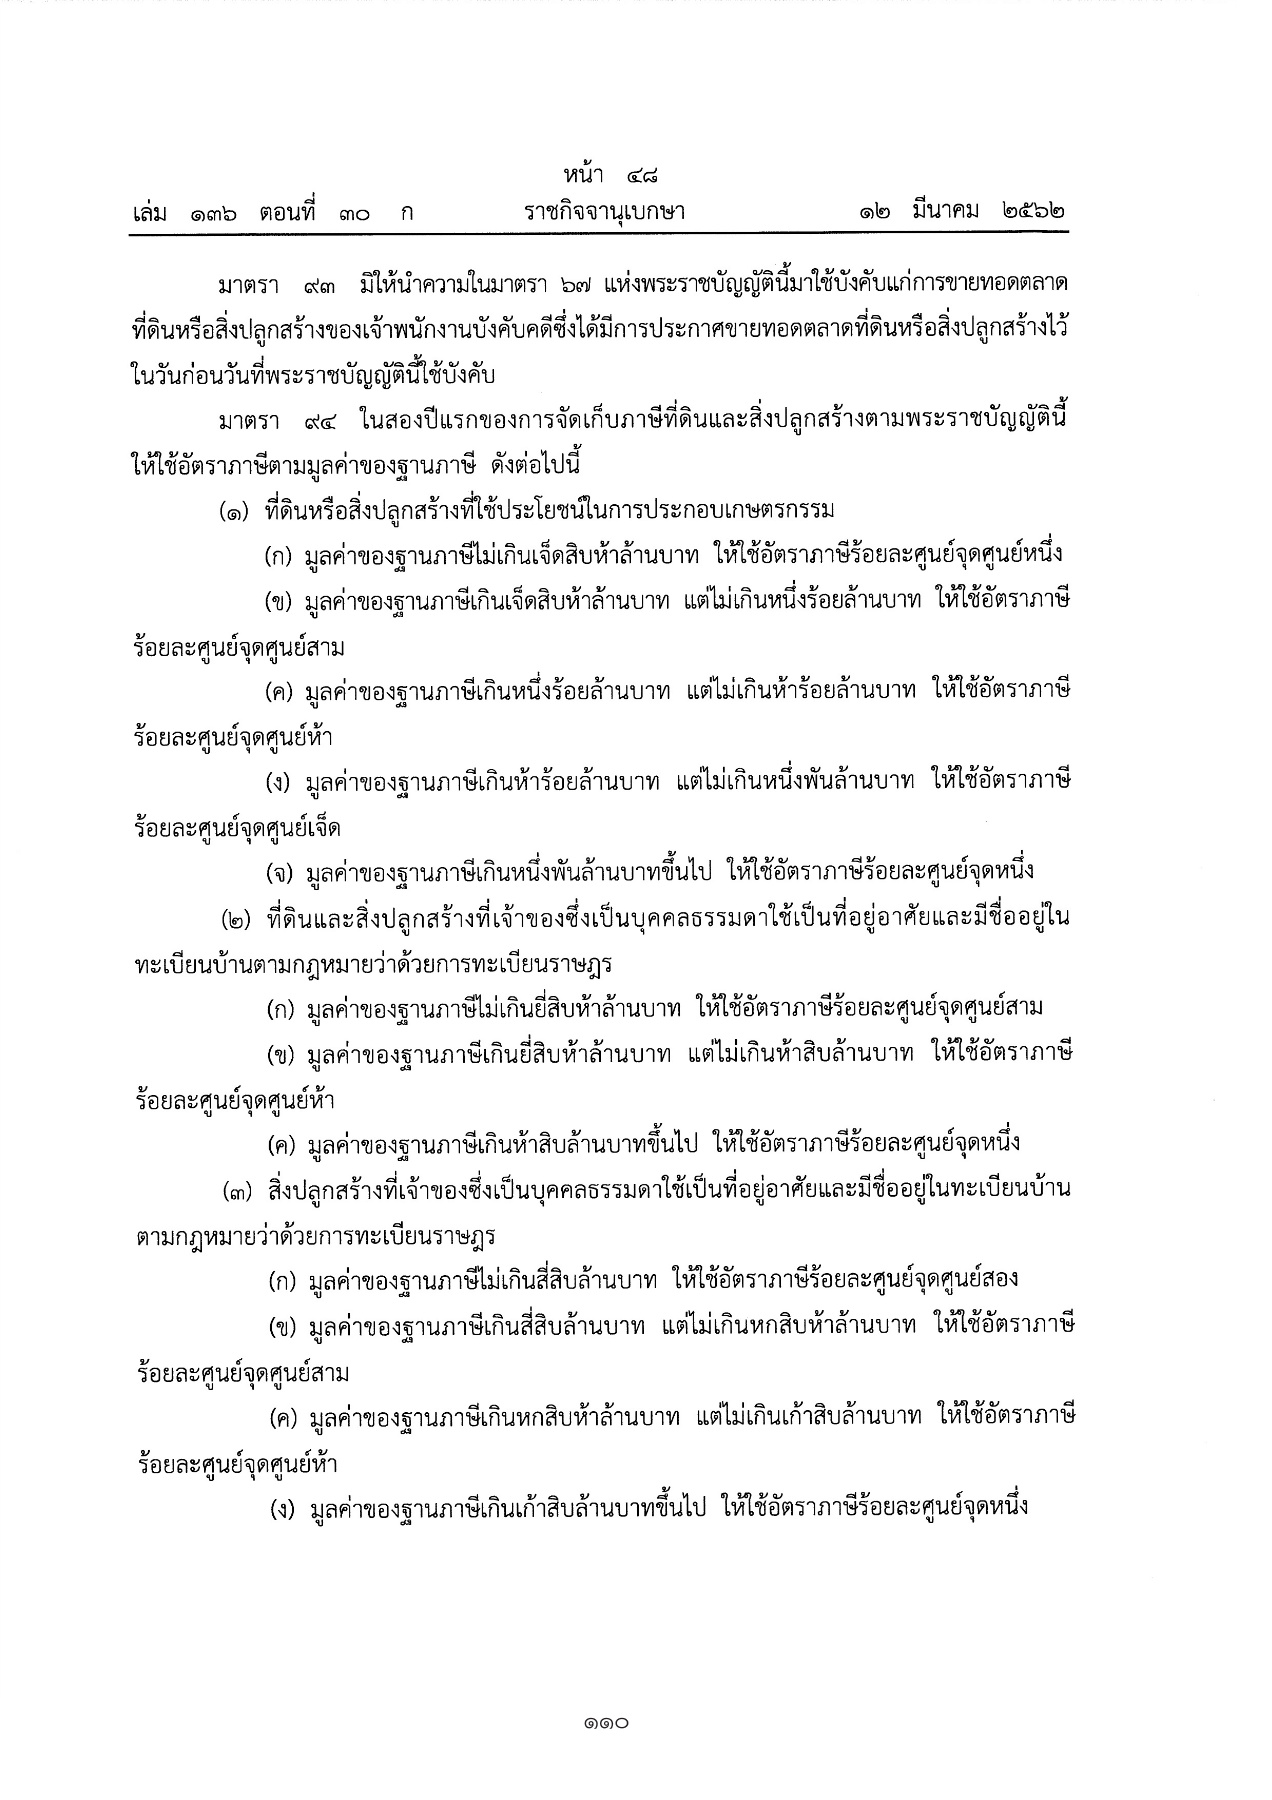 หน้า ๔๘
เล่ม ๑๓๖ ตอนที่ ๓๐ ก ราชกิจจานุเบกษา ๑๒ มีนาคม ๒๕๖๒
มาตรา ๙๓ มิให้นำความในมาตรา ๖๗ แห่งพระราชบัญญัตินี้มาใช้บังคับแก่การขายทอดตลาด
ที่ดินหรือสิ่งปลูกสร้างของเจ้าพนักงานบังคับคดีซึ่งได้มีการประกาศขายทอดตลาดที่ดินหรือสิ่งปลูกสร้างไว้
ในวันก่อนวันที่พระราชบัญญัตินี้ใช้บังคับ
มาตรา ๙๔ ในสองปีแรกของการจัดเก็บภาษีที่ดินและสิ่งปลูกสร้างตามพระราชบัญญัตินี้
ให้ใช้อัตราภาษีตามมูลค่าของฐานภาษี ดังต่อไปนี้
(๑) ที่ดินหรือสิ่งปลูกสร้างที่ใช้ประโยชน์ในการประกอบเกษตรกรรม
(ก) มูลค่าของฐานภาษีไม่เกินเจ็ดสิบห้าล้านบาท ให้ใช้อัตราภาษีร้อยละศูนย์จุดศูนย์หนึ่ง
(ข) มูลค่าของฐานภาษีเกินเจ็ดสิบห้าล้านบาท แต่ไม่เกินหนึ่งร้อยล้านบาท ให้ใช้อัตราภาษี
ร้อยละศูนย์จุดศูนย์สาม
(ค) มูลค่าของฐานภาษีเกินหนึ่งร้อยล้านบาท แต่ไม่เกินห้าร้อยล้านบาท ให้ใช้อัตราภาษี
ร้อยละศูนย์จุดศูนย์ห้า
(ง) มูลค่าของฐานภาษีเกินห้าร้อยล้านบาท แต่ไม่เกินหนึ่งพันล้านบาท ให้ใช้อัตราภาษี
ร้อยละศูนย์จุดศูนย์เจ็ด
(จ) มูลค่าของฐานภาษีเกินหนึ่งพันล้านบาทขึ้นไป ให้ใช้อัตราภาษีร้อยละศูนย์จุดหนึ่ง
(๒) ที่ดินและสิ่งปลูกสร้างที่เจ้าของซึ่งเป็นบุคคลธรรมดาใช้เป็นที่อยู่อาศัยและมีชื่ออยู่ใน
ทะเบียนบ้านตามกฎหมายว่าด้วยการทะเบียนราษฎร
(ก) มูลค่าของฐานภาษีไม่เกินยี่สิบห้าล้านบาท ให้ใช้อัตราภาษีร้อยละศูนย์จุดศูนย์สาม
(ข) มูลค่าของฐานภาษีเกินยี่สิบห้าล้านบาท แต่ไม่เกินห้าสิบล้านบาท ให้ใช้อัตราภาษี
ร้อยละศูนย์จุดศูนย์ห้า
(ค) มูลค่าของฐานภาษีเกินห้าสิบล้านบาทขึ้นไป ให้ใช้อัตราภาษีร้อยละศูนย์จุดหนึ่ง
(๓) สิ่งปลูกสร้างที่เจ้าของซึ่งเป็นบุคคลธรรมดาใช้เป็นที่อยู่อาศัยและมีชื่ออยู่ในทะเบียนบ้าน
ตามกฎหมายว่าด้วยการทะเบียนราษฎร
(ก) มูลค่าของฐานภาษีไม่เกินสี่สิบล้านบาท ให้ใช้อัตราภาษีร้อยละศูนย์จุดศูนย์สอง
(ข) มูลค่าของฐานภาษีเกินสี่สิบล้านบาท แต่ไม่เกินหกสิบห้าล้านบาท ให้ใช้อัตราภาษี
ร้อยละศูนย์จุดศูนย์สาม
(ค) มูลค่าของฐานภาษีเกินหกสิบห้าล้านบาท แต่ไม่เกินเก้าสิบล้านบาท ให้ใช้อัตราภาษี
ร้อยละศูนย์จุดศูนย์ห้า
(ง) มูลค่าของฐานภาษีเกินเก้าสิบล้านบาทขึ้นไป ให้ใช้อัตราภาษีร้อยละศูนย์จุดหนึ่ง
๑๑๐